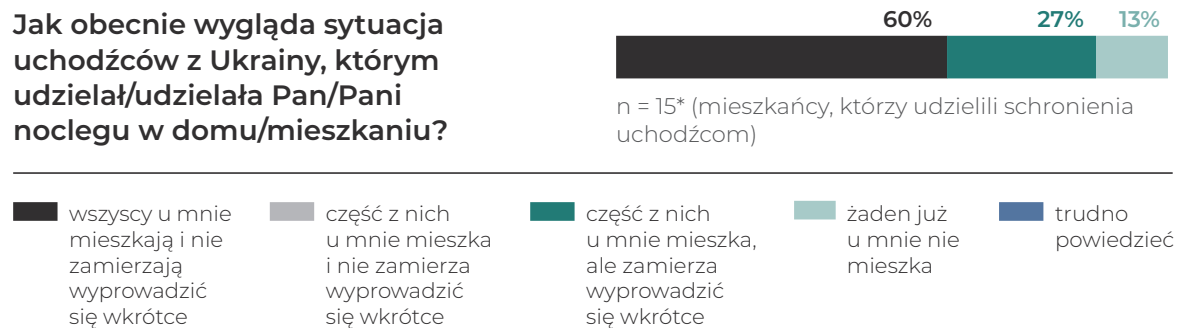 Jak obecnie wygląda sytuacja
uchodźców z Ukrainy, którym
udzielał/udzielała Pan/Pani
noclegu w domu/mieszkaniu?
60% 27% 13%
n = 15* (mieszkańcy, którzy udzielili schronienia
uchodźcom)
wszyscy u mnie
mieszkają i nie
zamierzają
wyprowadzić
się wkrótce
część z nich
u mnie mieszka
i nie zamierza
wyprowadzić
się wkrótce
część z nich
u mnie mieszka,
ale zamierza
wyprowadzić
się wkrótce
żaden już
u mnie nie
mieszka
trudno
powiedzieć